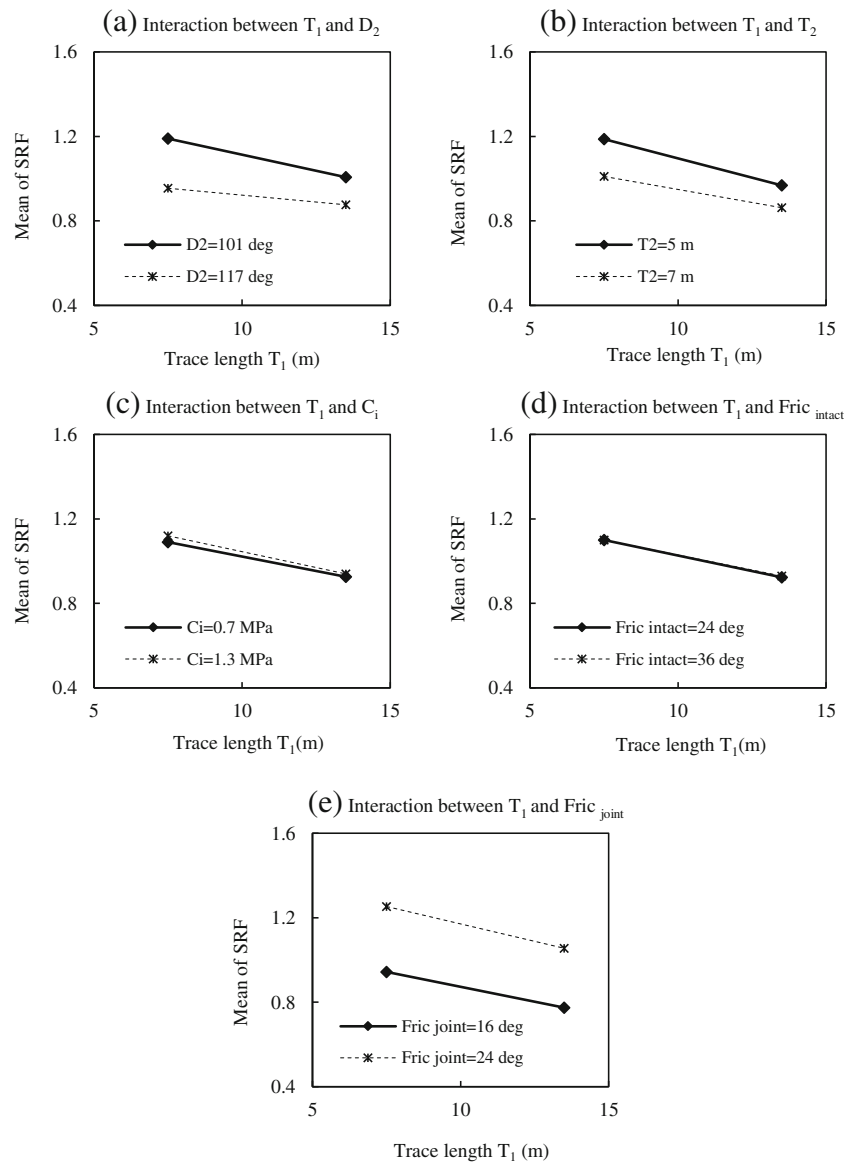 (a) Interaction between T₁ and D₂
1.6
1.2
0.8
0.4
Mean of SRF
D2=101 deg
D2=117 deg
5 10 15
Trace length T₁ (m)
(b) Interaction between T₁ and T₂
1.6
1.2
0.8
0.4
Mean of SRF
T2=5 m
T2=7 m
5 10 15
Trace length T₁ (m)
(c) Interaction between T₁ and Cᵢ
1.6
1.2
0.8
0.4
Mean of SRF
Ci=0.7 MPa
Ci=1.3 MPa
5 10 15
Trace length T₁(m)
(d) Interaction between T₁ and Fric intact
1.6
1.2
0.8
0.4
Mean of SRF
Fric intact=24 deg
Fric intact=36 deg
5 10 15
Trace length T₁(m)
(e) Interaction between T₁ and Fric joint
1.6
1.2
0.8
0.4
Mean of SRF
Fric joint=16 deg
Fric joint=24 deg
5 10 15
Trace length T₁ (m)